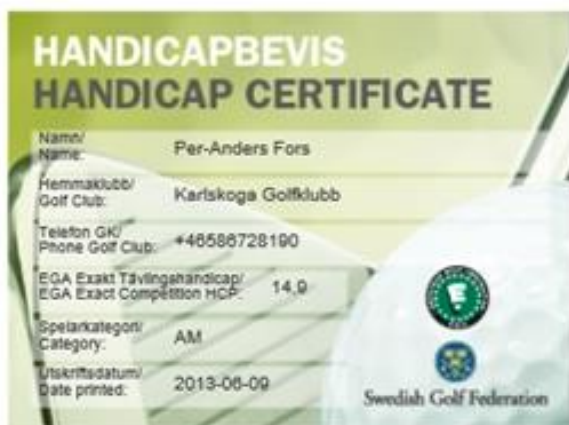 HANDICAPBEVIS
HANDICAP CERTIFICATE
Namn/
Name:
Per-Anders Fors
Hemmaklubb/
Golf Club:
Karlskoga Golfklubb
Telefon GK/
Phone Golf Club:
+46586728190
EGA Exakt Tävlingshandicap/
EGA Exact Competition HCP:
14,9
Spelarkategori/
Category:
AM
Utskriftsdatum/
Date printed:
2013-06-09
Swedish Golf Federation